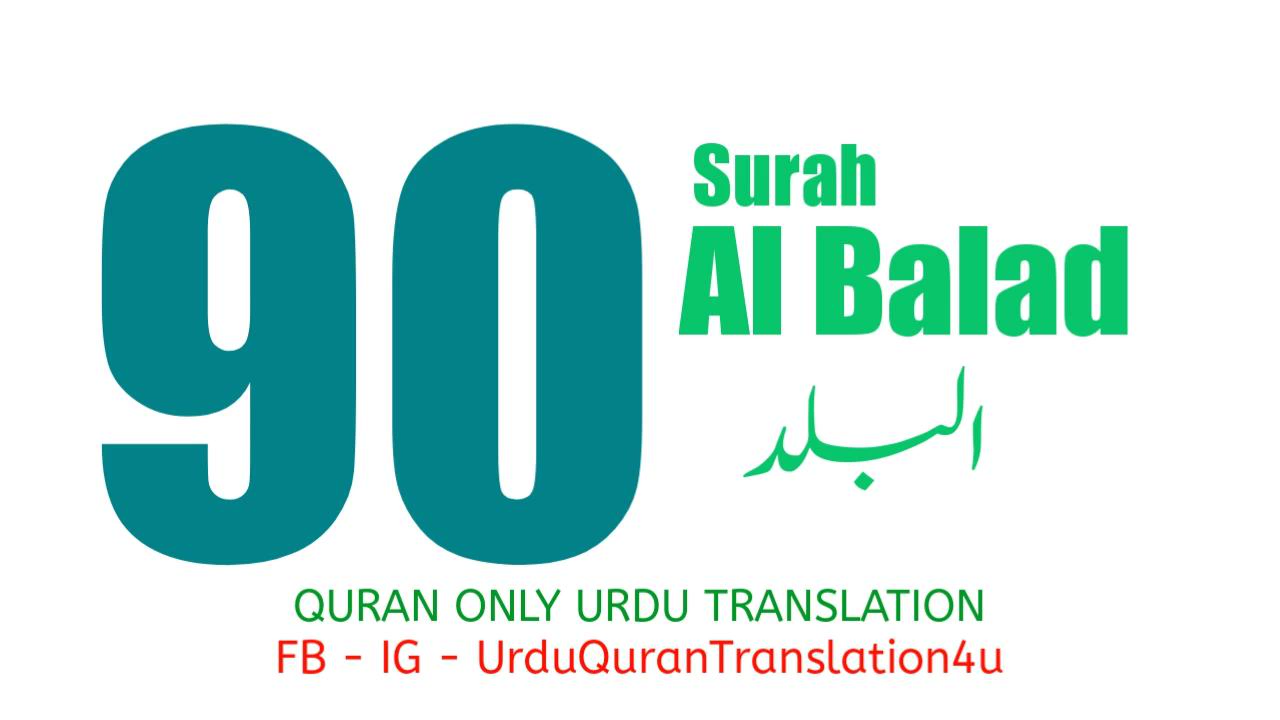 90
Surah
Al Balad
البلد
QURAN ONLY URDU TRANSLATION
FB - IG - UrduQuranTranslation4u